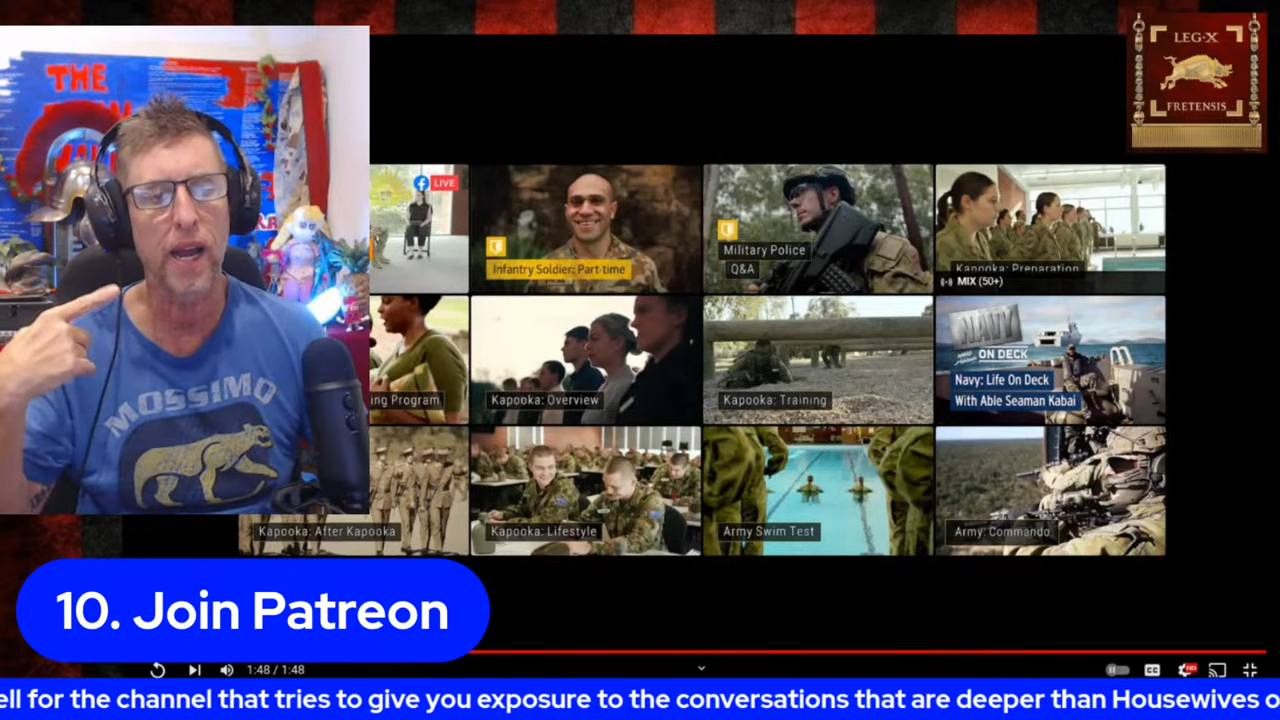 LEG·X
FRETENSIS
THE
LIVE
Infantry Soldier: Part-time
Military Police
Q&A
Kapooka: Preparation
MIX (50+)
MOSSIMO
ing Program
Kapooka: Overview
Kapooka: Training
NAVY
ON DECK
Navy: Life On Deck
With Able Seaman Kabai
Kapooka: After Kapooka
Kapooka: Lifestyle
Army Swim Test
Army: Commando
10. Join Patreon
1:48 / 1:48
CC
HD
ell for the channel that tries to give you exposure to the conversations that are deeper than Housewives o